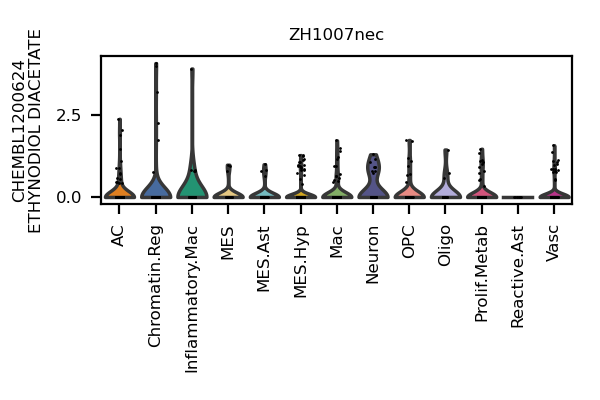 ZH1007nec
CHEMBL1200624
ETHYNODIOL DIACETATE
2.5
0.0
AC
Chromatin.Reg
Inflammatory.Mac
MES
MES.Ast
MES.Hyp
Mac
Neuron
OPC
Oligo
Prolif.Metab
Reactive.Ast
Vasc